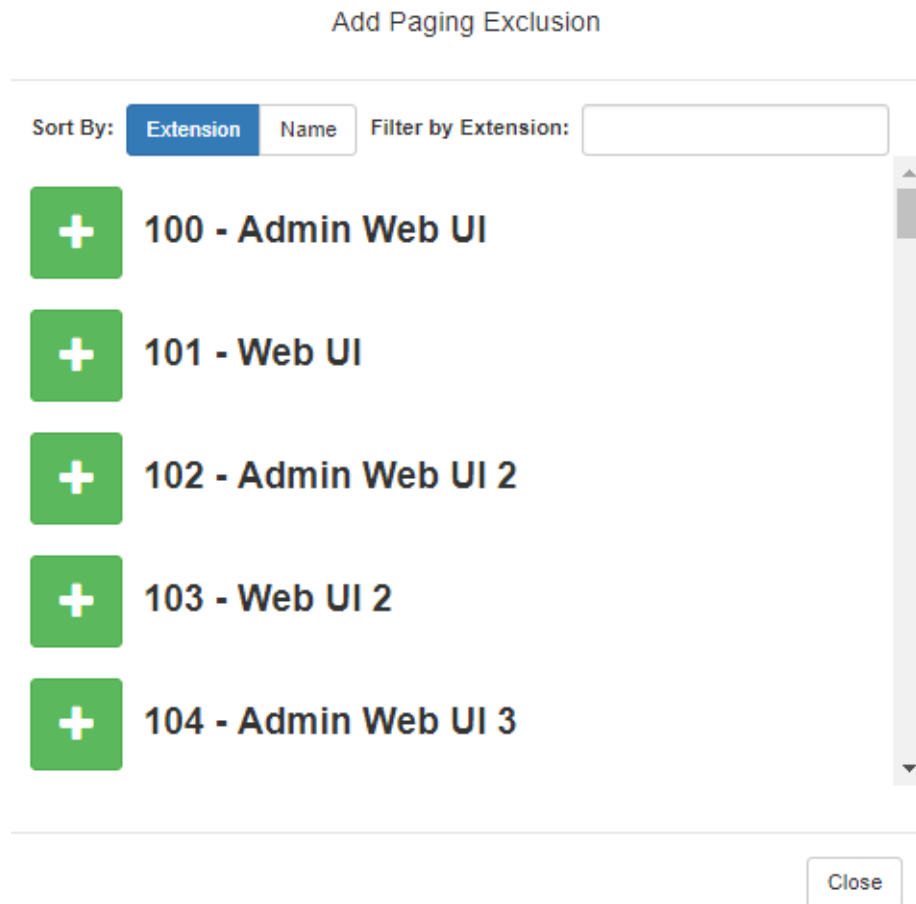 Add Paging Exclusion
Sort By: Extension Name Filter by Extension:
100 - Admin Web UI
101 - Web UI
102 - Admin Web UI 2
103 - Web UI 2
104 - Admin Web UI 3
Close